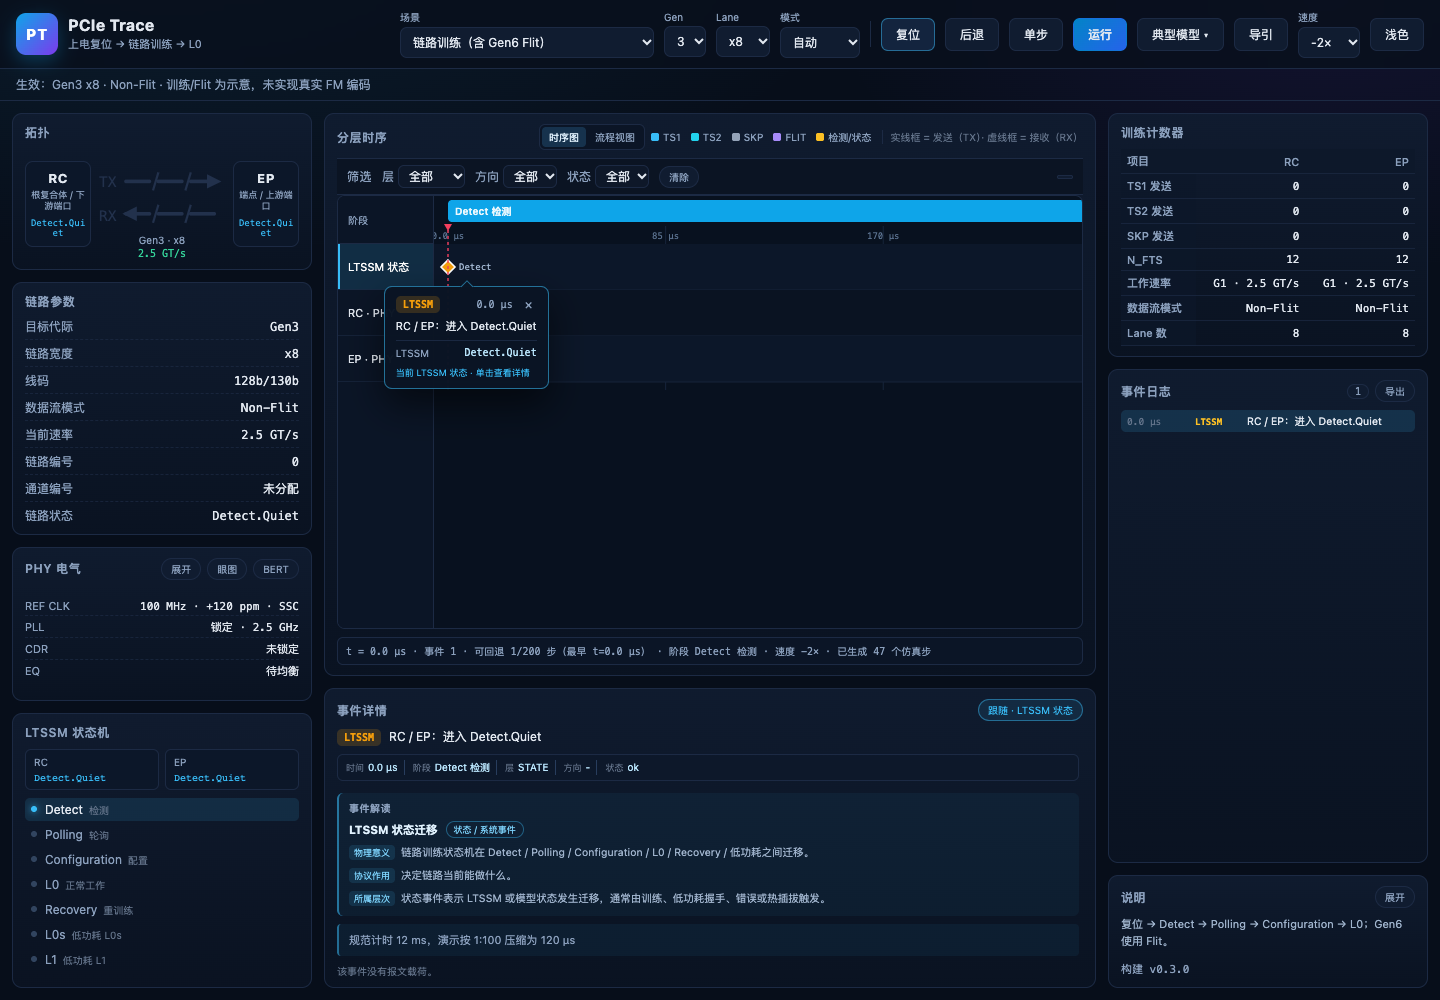 PT
PCIe Trace
上电复位 → 链路训练 → L0
场景
链路训练（含 Gen6 Flit）
Gen
3
Lane
x8
模式
自动
复位
后退
单步
运行
典型模型 ▾
导引
速度
-2×
浅色
生效：Gen3 x8 · Non-Flit · 训练/Flit 为示意，未实现真实 FM 编码
拓扑
RC
根复合体 / 下游端口
Detect.Quiet
TX
RX
Gen3 · x8
2.5 GT/s
EP
端点 / 上游端口
Detect.Quiet
链路参数
目标代际 Gen3
链路宽度 x8
线码 128b/130b
数据流模式 Non-Flit
当前速率 2.5 GT/s
链路编号 0
通道编号 未分配
链路状态 Detect.Quiet
PHY 电气
展开
眼图
BERT
REF CLK 100 MHz · +120 ppm · SSC
PLL 锁定 · 2.5 GHz
CDR 未锁定
EQ 待均衡
LTSSM 状态机
RC
Detect.Quiet
EP
Detect.Quiet
Detect 检测
Polling 轮询
Configuration 配置
L0 正常工作
Recovery 重训练
L0s 低功耗 L0s
L1 低功耗 L1
分层时序
时序图
流程视图
TS1
TS2
SKP
FLIT
检测/状态
实线框 = 发送（TX）· 虚线框 = 接收（RX）
筛选
层 全部
方向 全部
状态 全部
清除
阶段
Detect 检测
0.0 μs
85 μs
170 μs
LTSSM 状态
Detect
RC · PH
EP · PH
LTSSM
0.0 μs ×
RC / EP：进入 Detect.Quiet
LTSSM Detect.Quiet
当前 LTSSM 状态 · 单击查看详情
t = 0.0 μs · 事件 1 · 可回退 1/200 步（最早 t=0.0 μs） · 阶段 Detect 检测 · 速度 -2× · 已生成 47 个仿真步
事件详情
跟随 · LTSSM 状态
LTSSM RC / EP：进入 Detect.Quiet
时间 0.0 μs
阶段 Detect 检测
层 STATE
方向 -
状态 ok
事件解读
LTSSM 状态迁移
状态 / 系统事件
物理意义 链路训练状态机在 Detect / Polling / Configuration / L0 / Recovery / 低功耗之间迁移。
协议作用 决定链路当前能做什么。
所属层次 状态事件表示 LTSSM 或模型状态发生迁移，通常由训练、低功耗握手、错误或热插拔触发。
规范计时 12 ms，演示按 1:100 压缩为 120 μs
该事件没有报文载荷。
训练计数器
项目 RC EP
TS1 发送 0 0
TS2 发送 0 0
SKP 发送 0 0
N_FTS 12 12
工作速率 G1 · 2.5 GT/s G1 · 2.5 GT/s
数据流模式 Non-Flit Non-Flit
Lane 数 8 8
事件日志
1
导出
0.0 μs LTSSM RC / EP：进入 Detect.Quiet
说明
展开
复位 → Detect → Polling → Configuration → L0；Gen6 使用 Flit。
构建 v0.3.0